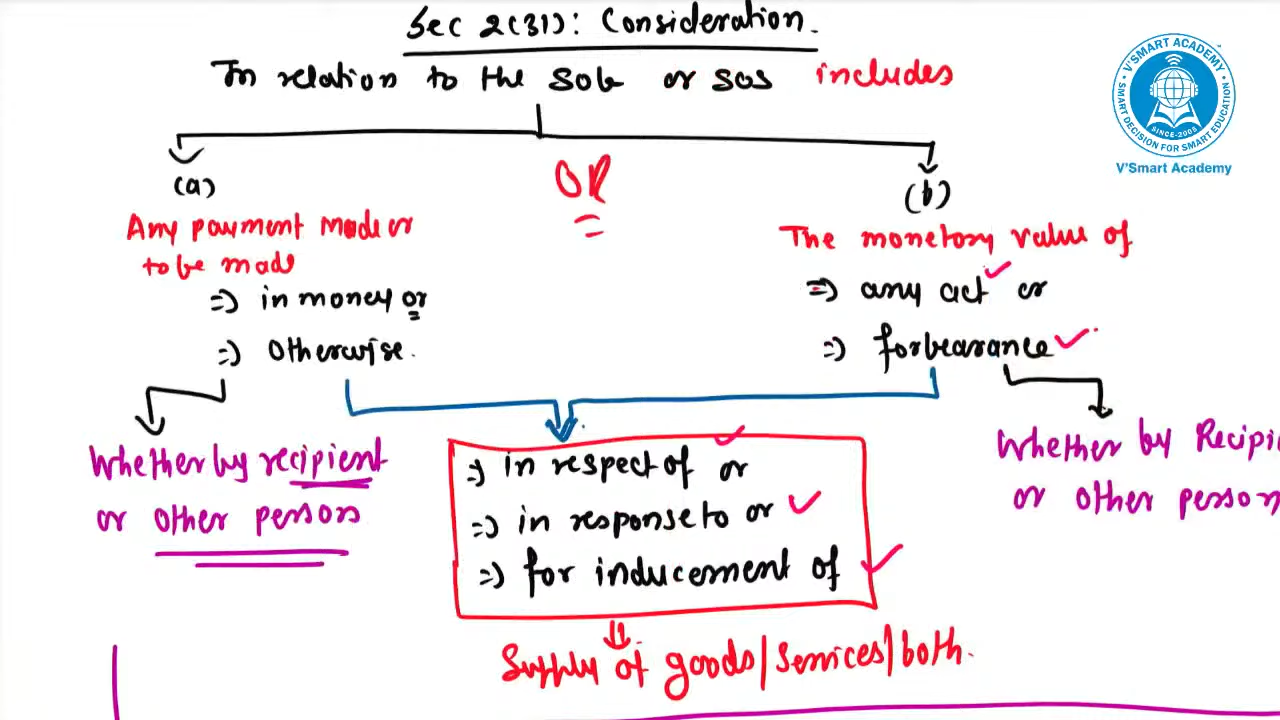 Sec 2(31): Consideration.
In relation to the SOG or SOS includes
(a)
OR
(b)
Any payment made or
to be made
=> in money or
=> Otherwise.
The monetory value of
=> any act or
=> forbearance
Whether by recipient
or other person
=> in respect of or
=> in response to or
=> for inducement of
Whether by Recipi
or other person
Supply of goods/Services/both.
V'SMART ACADEMY
SMART DECISION FOR SMART EDUCATION
SINCE-2005
V'Smart Academy